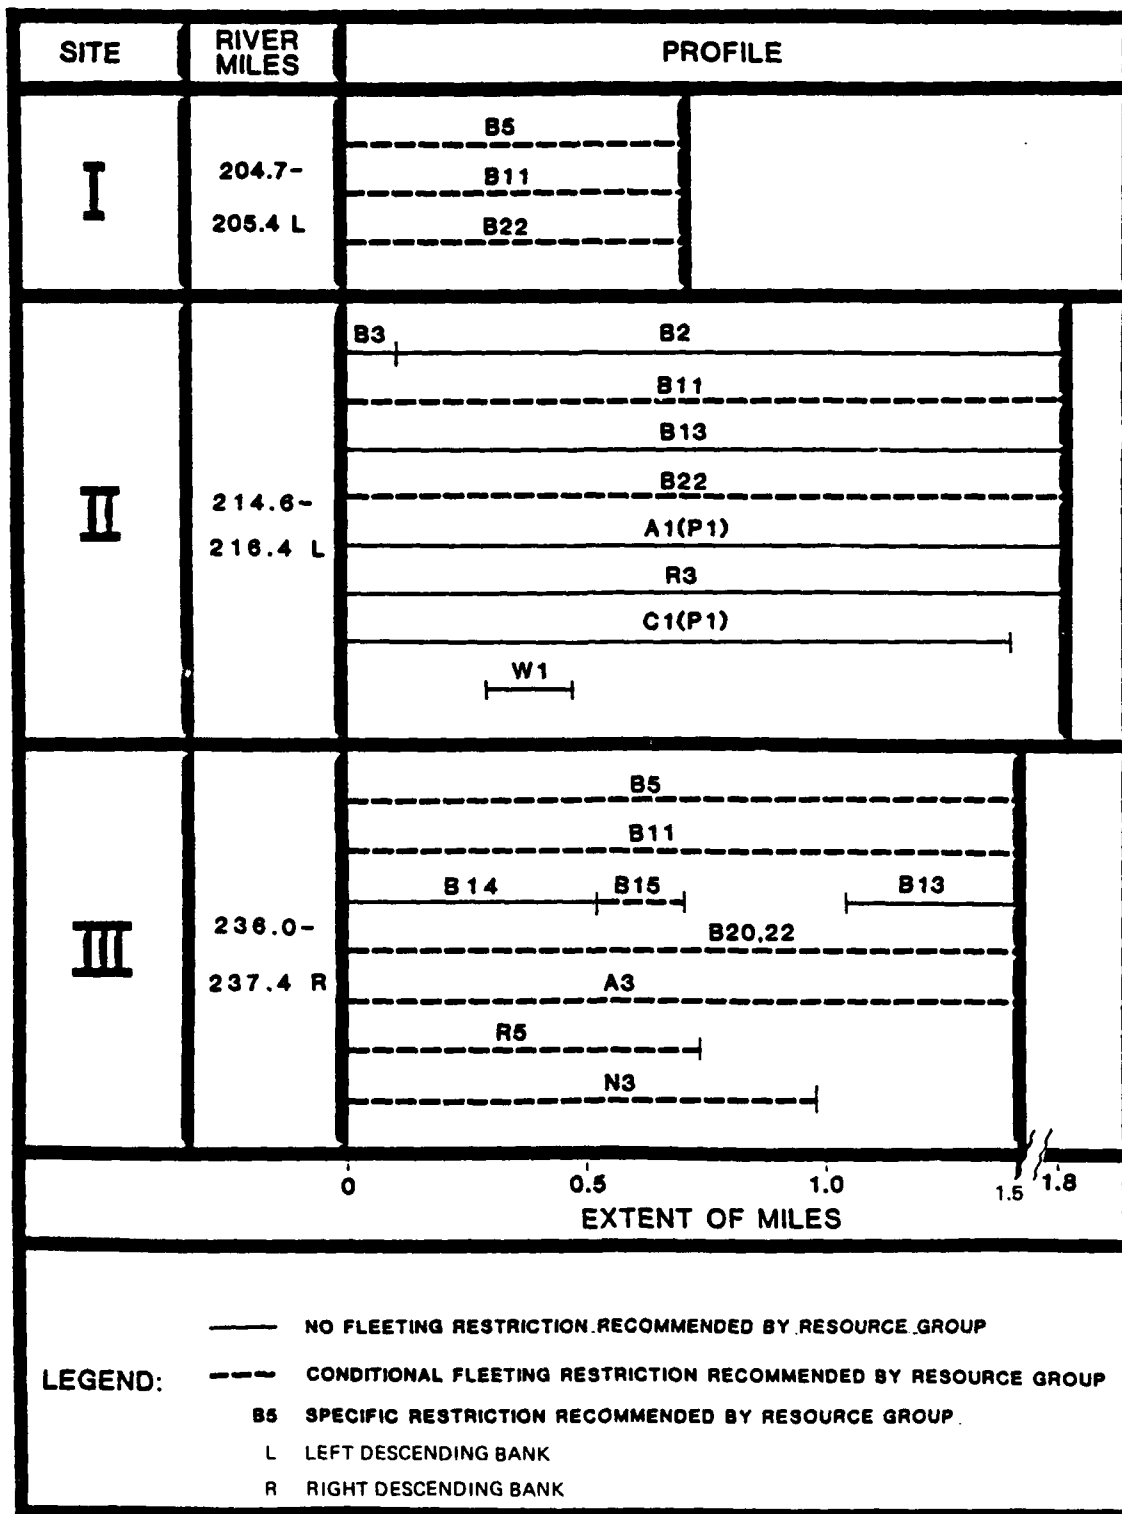 SITE
RIVER
MILES
PROFILE
I
204.7-
205.4 L
B5
B11
B22
II
214.6-
216.4 L
B3
B2
B11
B13
B22
A1(P1)
R3
C1(P1)
W1
III
236.0-
237.4 R
B5
B11
B14
B15
B13
B20,22
A3
R5
N3
0
0.5
1.0
1.5
1.8
EXTENT OF MILES
LEGEND:
NO FLEETING RESTRICTION RECOMMENDED BY RESOURCE GROUP
CONDITIONAL FLEETING RESTRICTION RECOMMENDED BY RESOURCE GROUP
B5 SPECIFIC RESTRICTION RECOMMENDED BY RESOURCE GROUP
L LEFT DESCENDING BANK
R RIGHT DESCENDING BANK